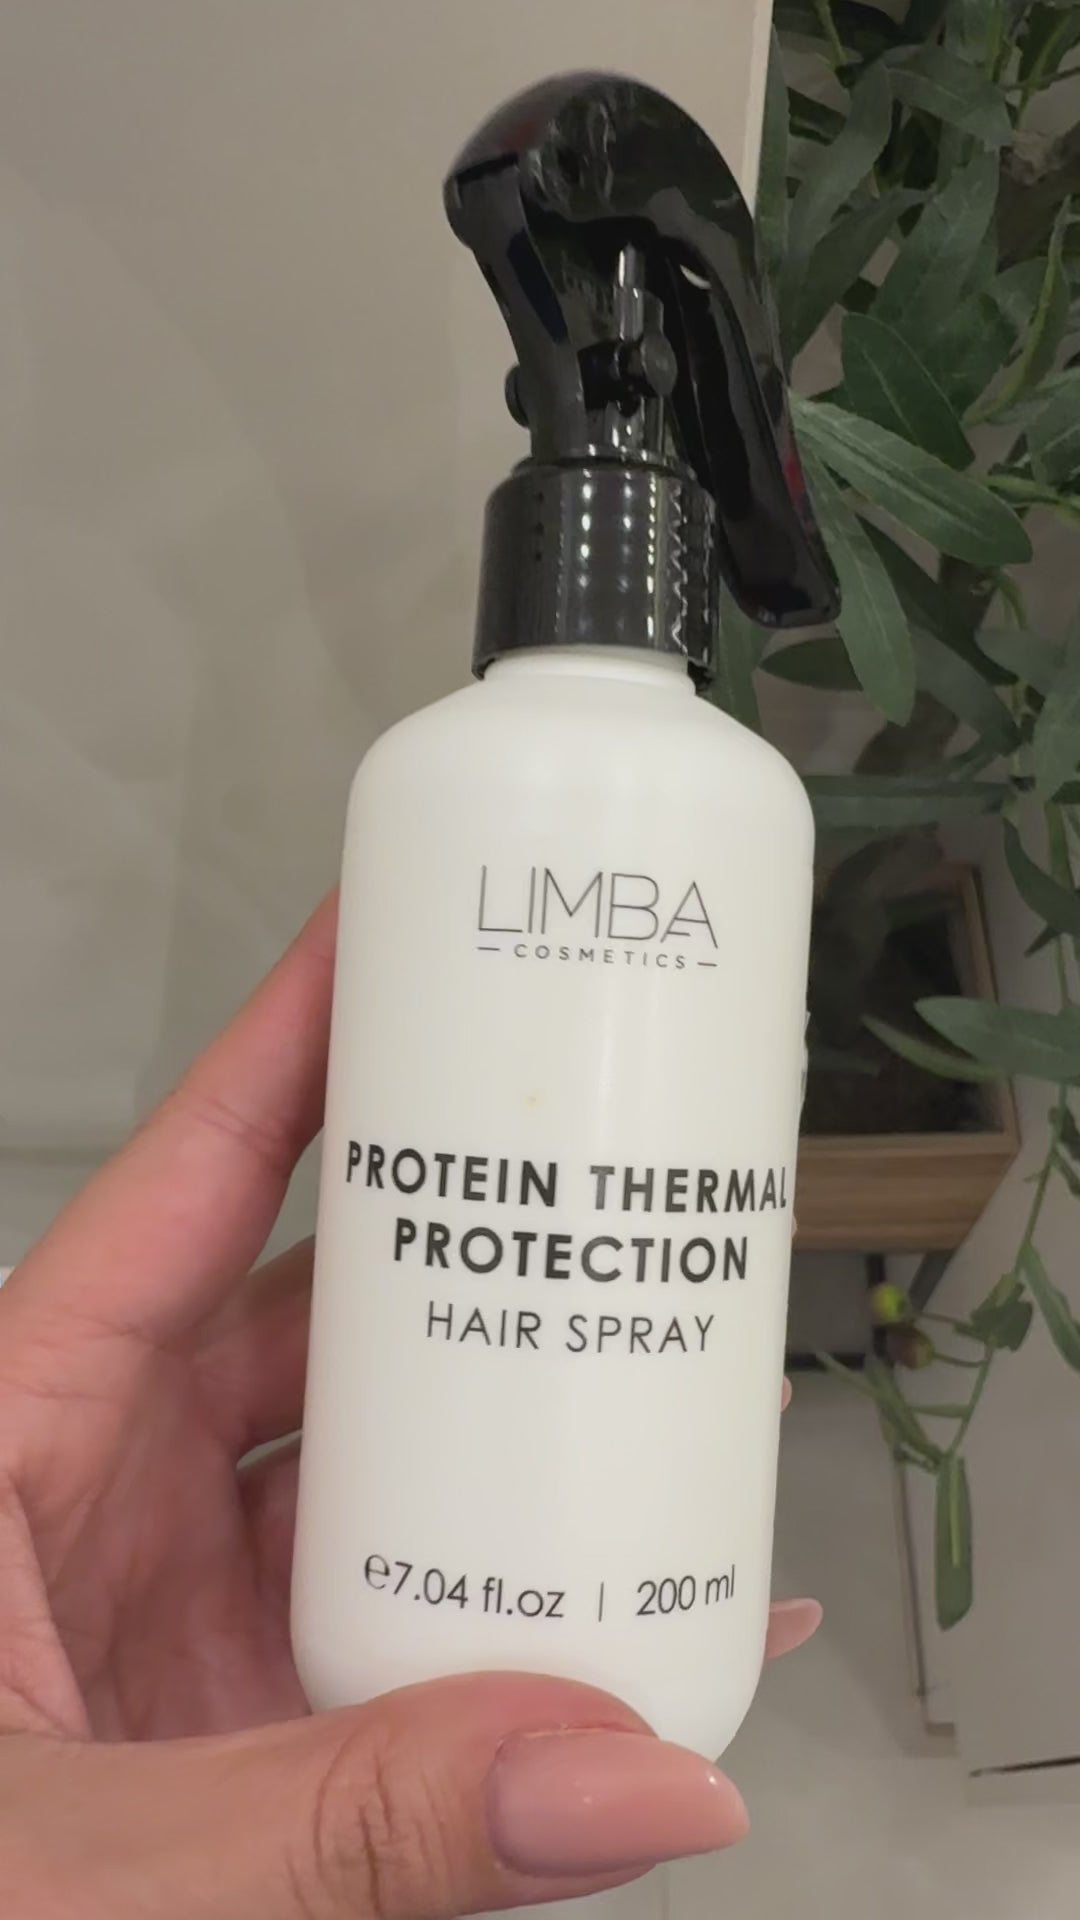 LIMBA
— COSMETICS —
PROTEIN THERMAL
PROTECTION
HAIR SPRAY
℮7.04 fl.oz | 200 ml